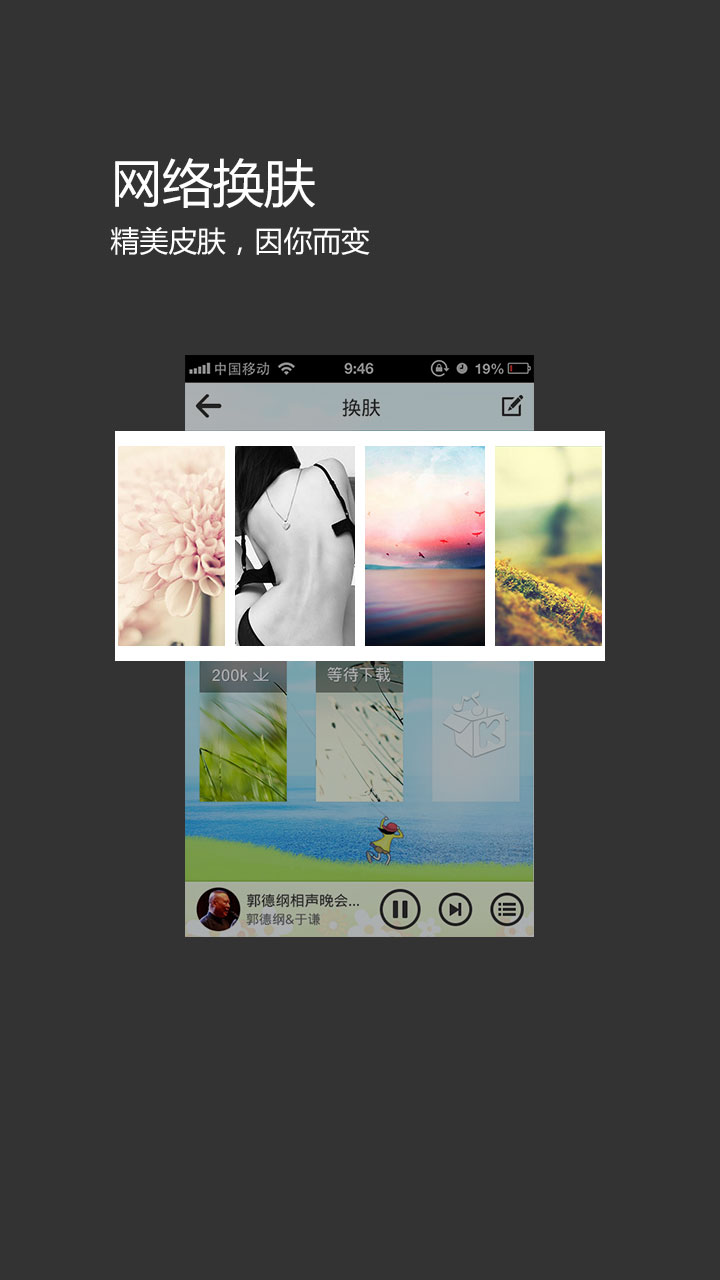 网络换肤
精美皮肤，因你而变
中国移动 9:46 19%
换肤
200k 等待下载
K
郭德纲相声晚会...
郭德纲&于谦